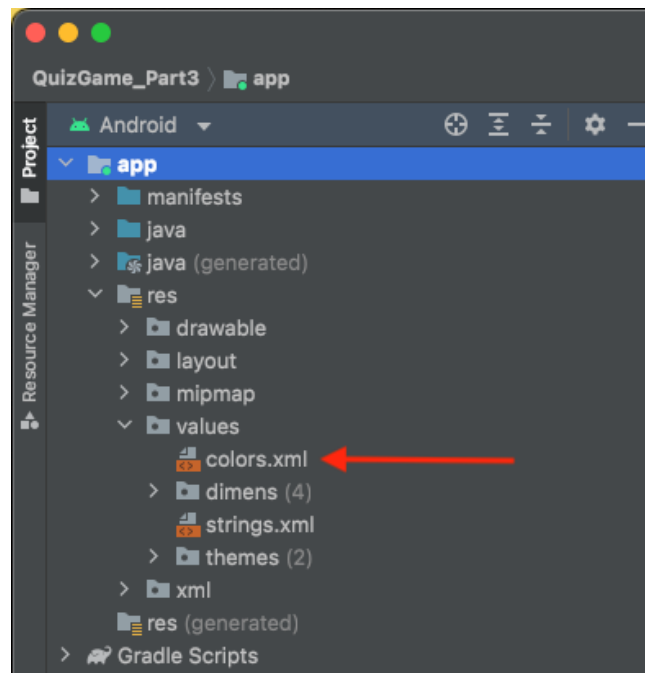 QuizGame_Part3 app
Project
Resource Manager
Android
app
manifests
java
java (generated)
res
drawable
layout
mipmap
values
colors.xml
dimens (4)
strings.xml
themes (2)
xml
res (generated)
Gradle Scripts